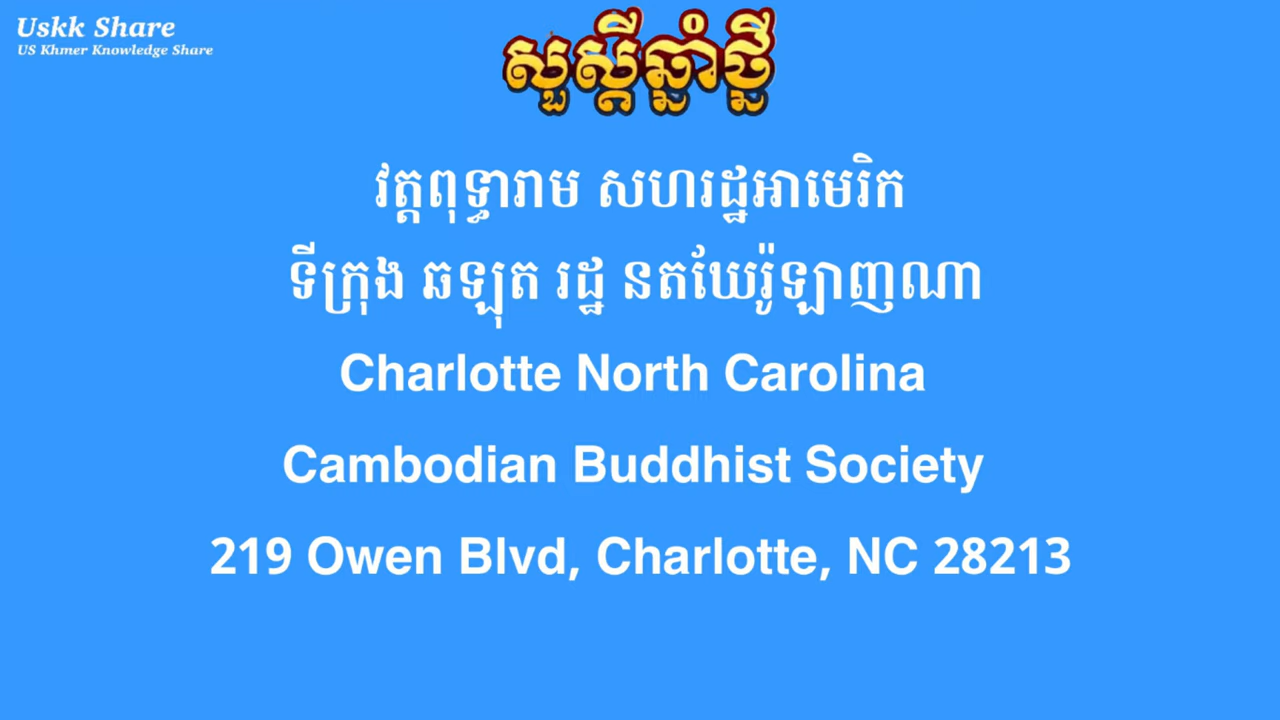 Uskk Share
US Khmer Knowledge Share
សួស្តីឆ្នាំថ្មី
វត្តពុទ្ធារាម សហរដ្ឋអាមេរិក
ទីក្រុង ឆឡុត រដ្ឋ នតឃែរ៉ូឡាញណា
Charlotte North Carolina
Cambodian Buddhist Society
219 Owen Blvd, Charlotte, NC 28213